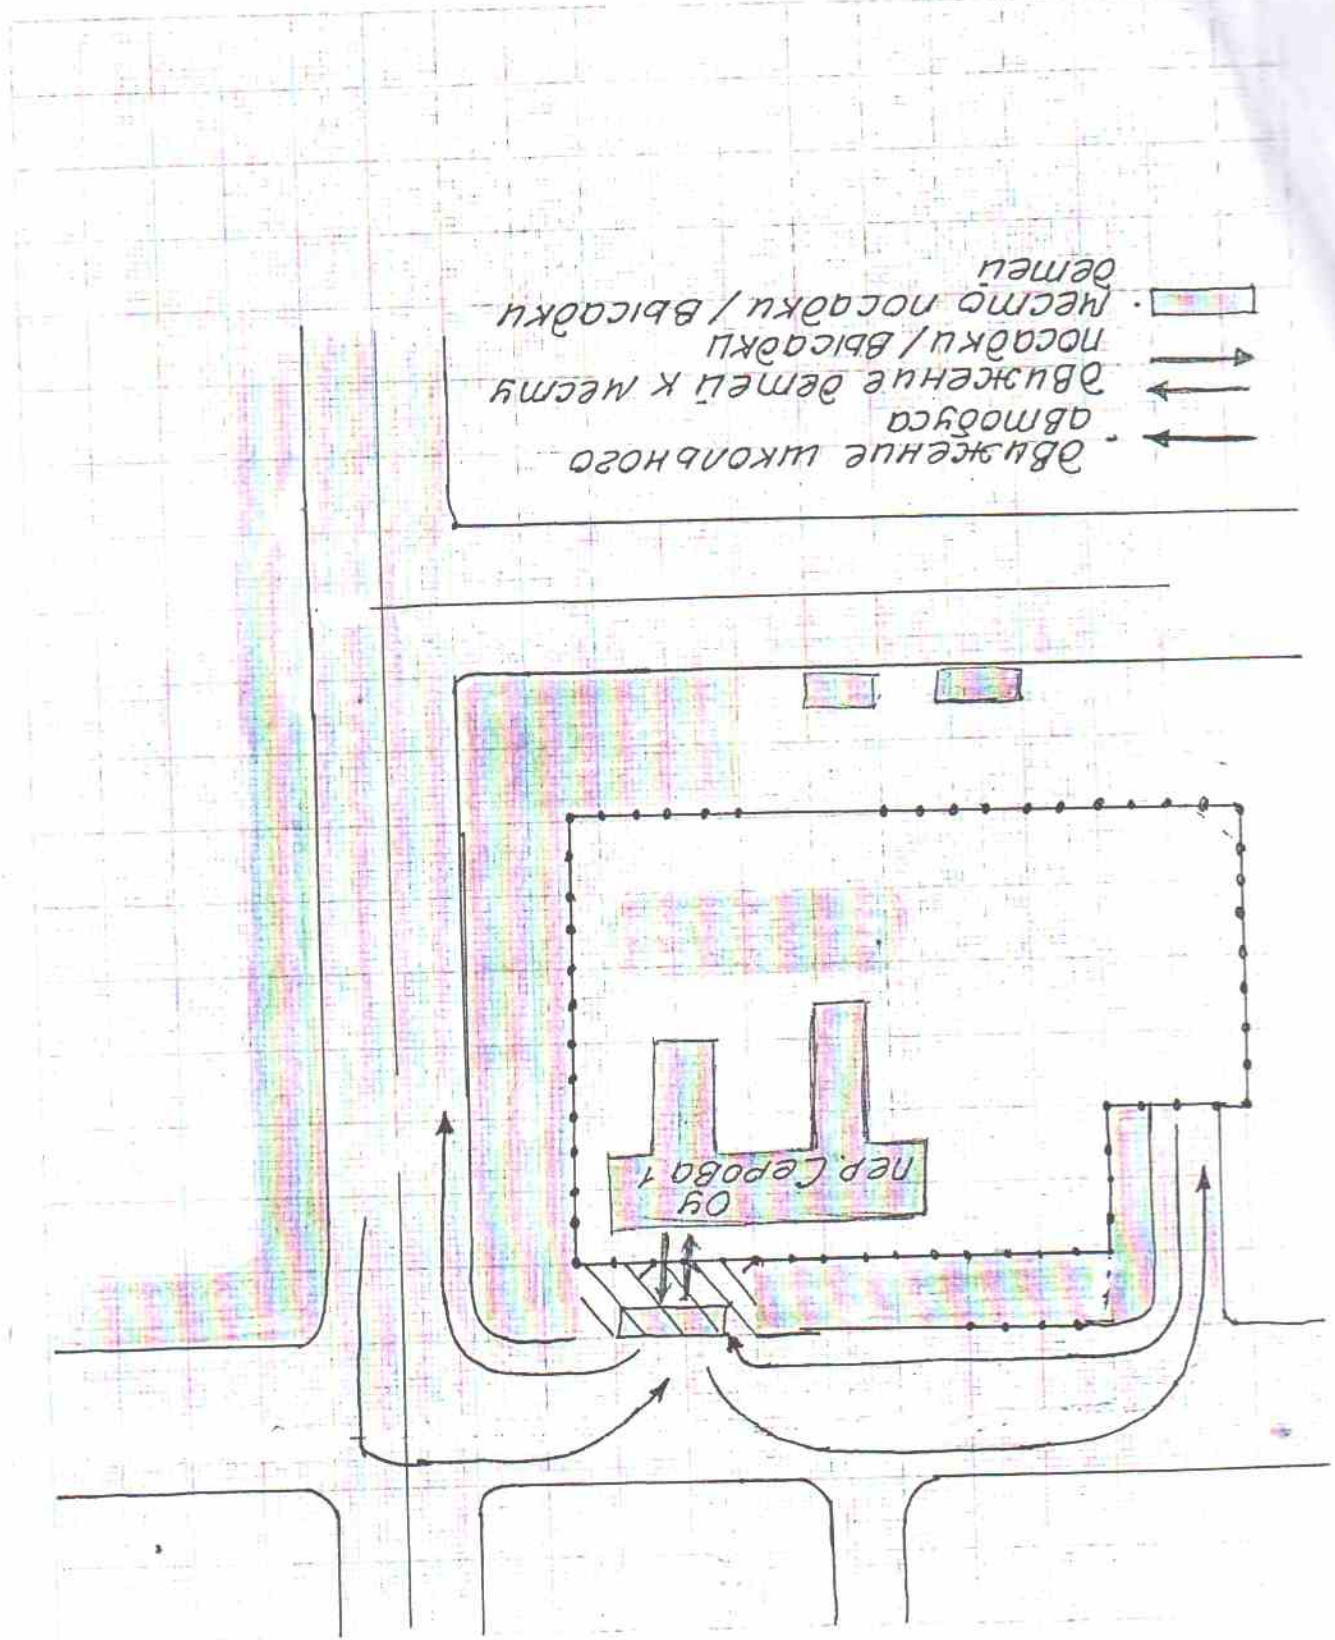 ОУ
пер. Серова 1
движение школьного
автобуса
движение детей к месту
посадки / высадки
место посадки / высадки
детей